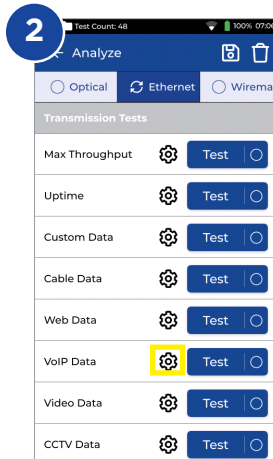 2
Test Count: 48 100% 07:06
Analyze
Optical Ethernet Wirema
Transmission Tests
Max Throughput Test
Uptime Test
Custom Data Test
Cable Data Test
Web Data Test
VoIP Data Test
Video Data Test
CCTV Data Test